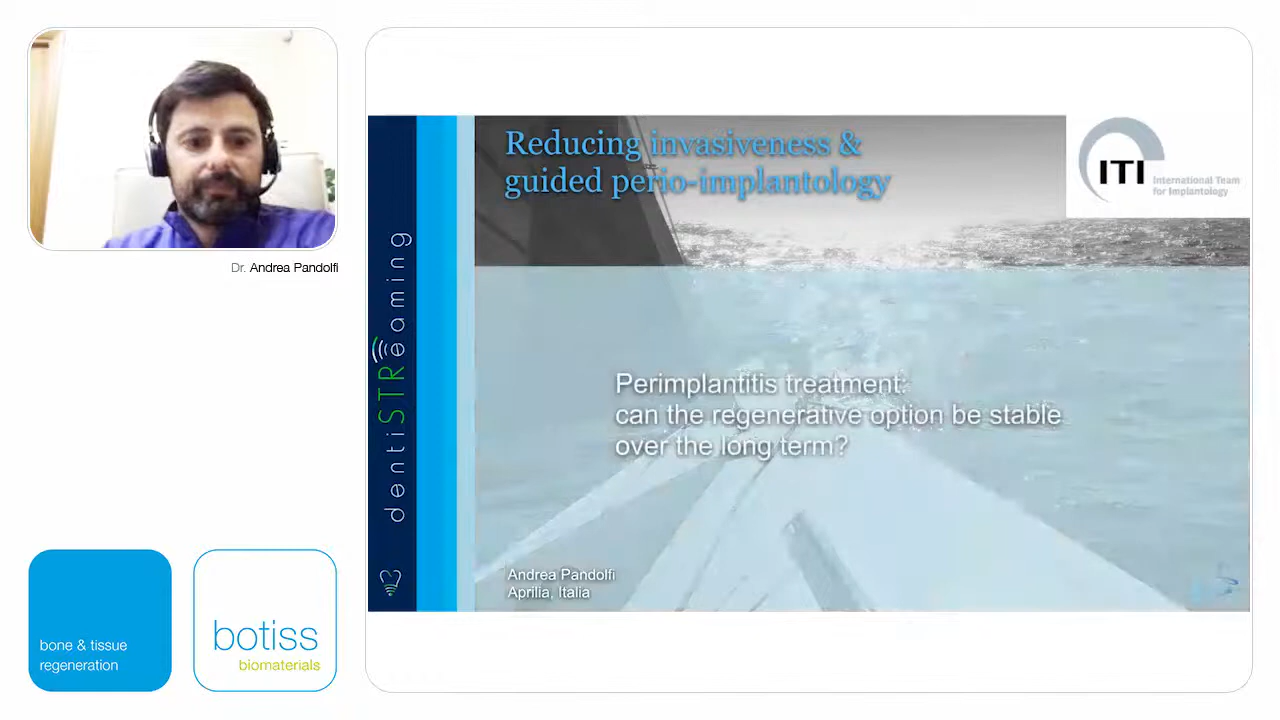 Dr. Andrea Pandolfi
bone & tissue
regeneration
botiss
biomaterials
dentiSTReaming
Reducing invasiveness &
guided perio-implantology
ITI
International Team
for Implantology
Perimplantitis treatment:
can the regenerative option be stable
over the long term?
Andrea Pandolfi
Aprilia, Italia